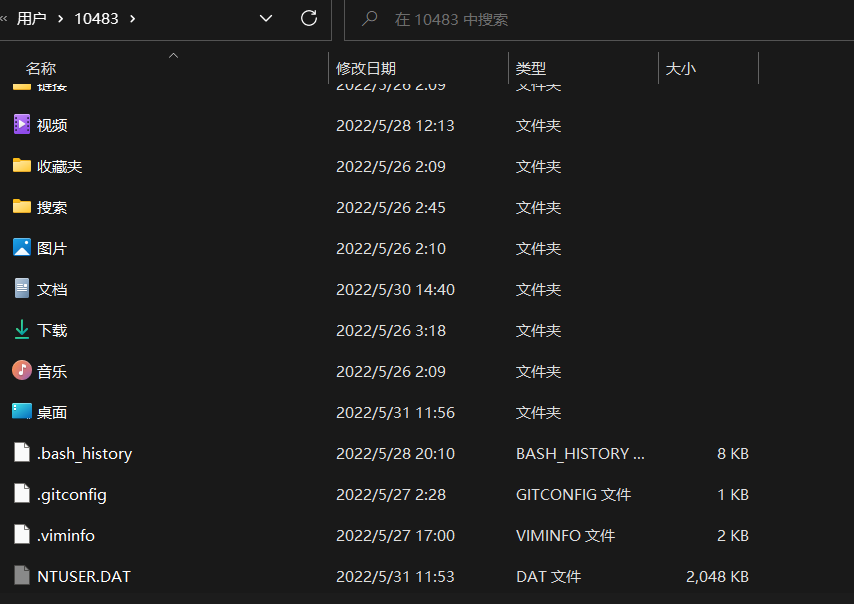 « 用户 › 10483 ›
在 10483 中搜索
名称 修改日期 类型 大小
链接 2022/5/26 2:09 文件夹
视频 2022/5/28 12:13 文件夹
收藏夹 2022/5/26 2:09 文件夹
搜索 2022/5/26 2:45 文件夹
图片 2022/5/26 2:10 文件夹
文档 2022/5/30 14:40 文件夹
下载 2022/5/26 3:18 文件夹
音乐 2022/5/26 2:09 文件夹
桌面 2022/5/31 11:56 文件夹
.bash_history 2022/5/28 20:10 BASH_HISTORY ... 8 KB
.gitconfig 2022/5/27 2:28 GITCONFIG 文件 1 KB
.viminfo 2022/5/27 17:00 VIMINFO 文件 2 KB
NTUSER.DAT 2022/5/31 11:53 DAT 文件 2,048 KB